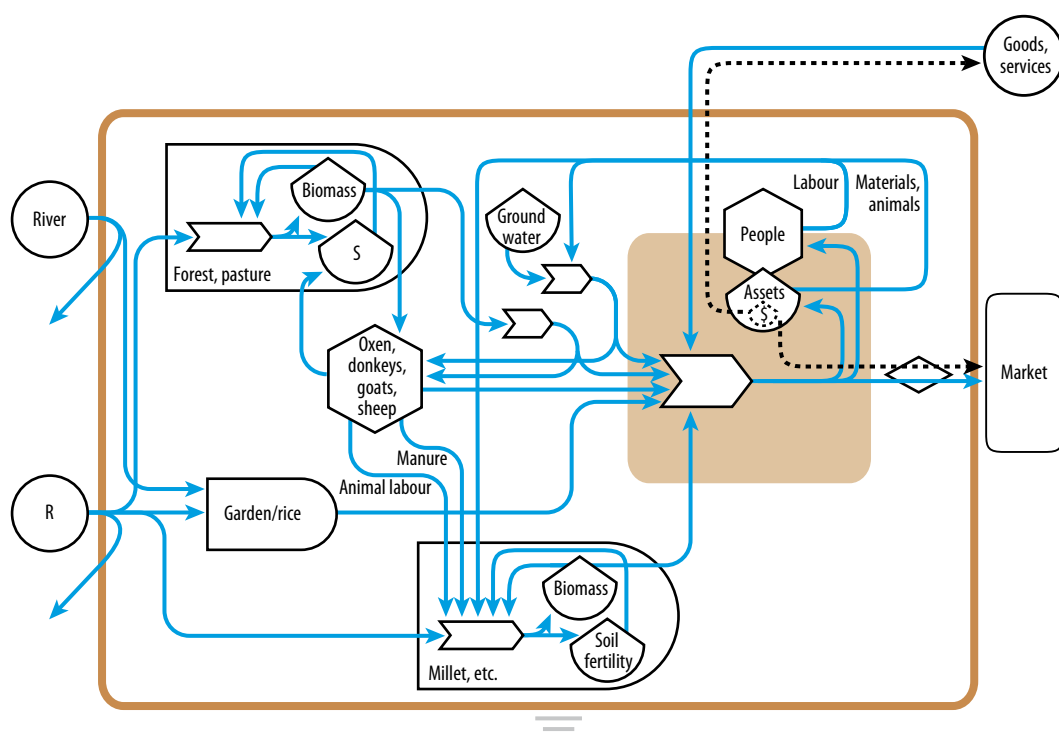 Goods,
services
Biomass
Labour
Materials,
animals
River
Ground
water
People
S
Forest, pasture
Assets
S
Oxen,
donkeys,
goats,
sheep
Market
Manure
Animal labour
R
Garden/rice
Biomass
Soil
fertility
Millet, etc.